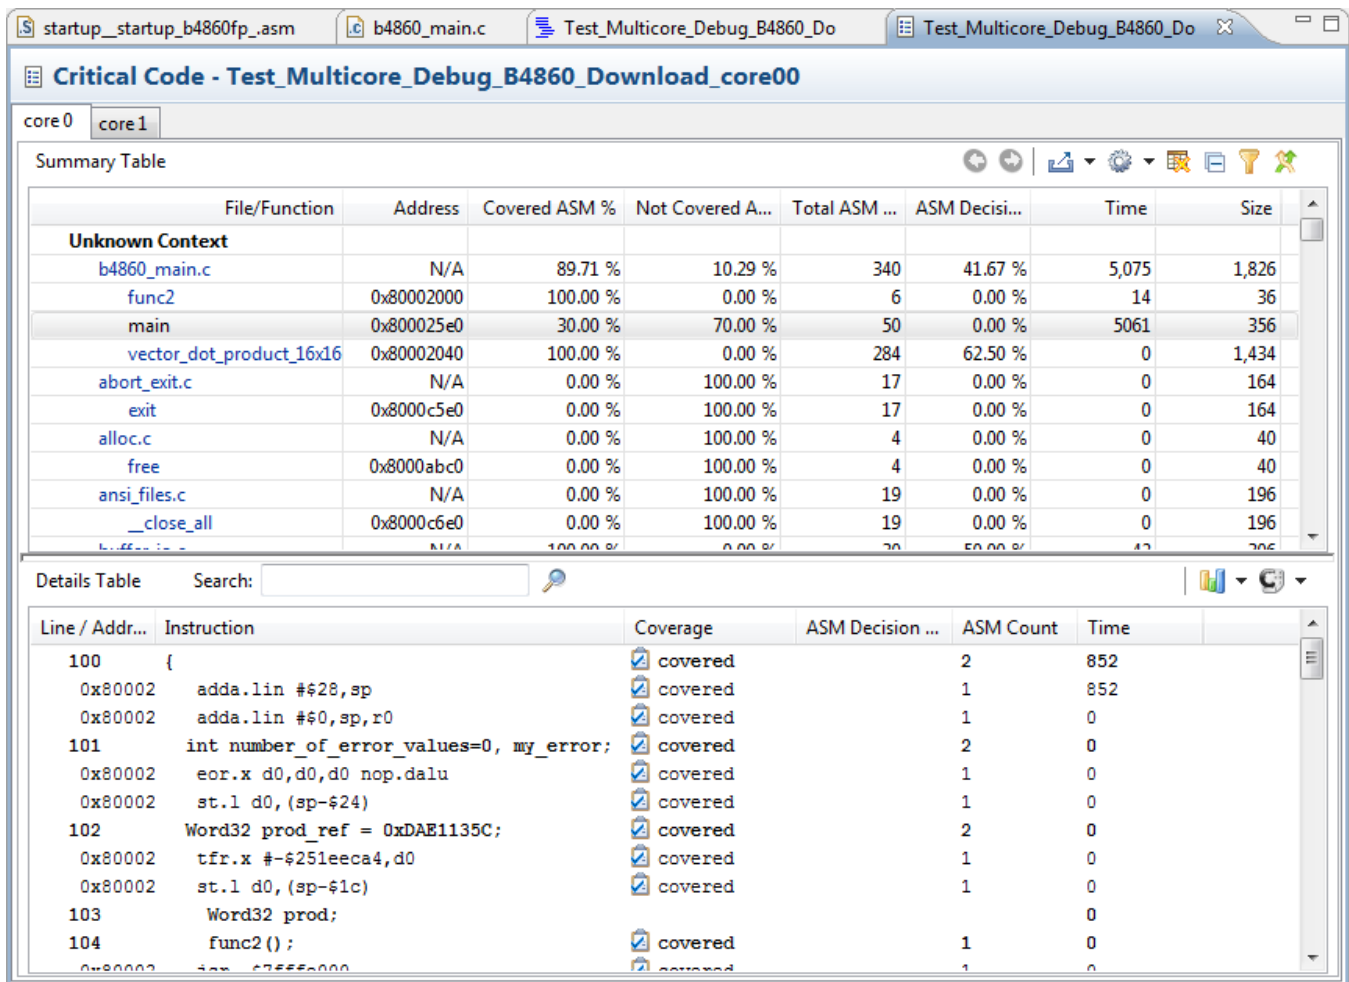 startup__startup_b4860fp_.asm b4860_main.c Test_Multicore_Debug_B4860_Do Test_Multicore_Debug_B4860_Do
Critical Code - Test_Multicore_Debug_B4860_Download_core00
core 0 core 1
Summary Table
File/Function Address Covered ASM % Not Covered A... Total ASM ... ASM Decisi... Time Size
Unknown Context
b4860_main.c N/A 89.71 % 10.29 % 340 41.67 % 5,075 1,826
func2 0x80002000 100.00 % 0.00 % 6 0.00 % 14 36
main 0x800025e0 30.00 % 70.00 % 50 0.00 % 5061 356
vector_dot_product_16x16 0x80002040 100.00 % 0.00 % 284 62.50 % 0 1,434
abort_exit.c N/A 0.00 % 100.00 % 17 0.00 % 0 164
exit 0x8000c5e0 0.00 % 100.00 % 17 0.00 % 0 164
alloc.c N/A 0.00 % 100.00 % 4 0.00 % 0 40
free 0x8000abc0 0.00 % 100.00 % 4 0.00 % 0 40
ansi_files.c N/A 0.00 % 100.00 % 19 0.00 % 0 196
__close_all 0x8000c6e0 0.00 % 100.00 % 19 0.00 % 0 196
N/A 100.00 % 0.00 % 50.00 %
Details Table Search:
Line / Addr... Instruction Coverage ASM Decision ... ASM Count Time
100 { covered 2 852
0x80002 adda.lin #$28,sp covered 1 852
0x80002 adda.lin #$0,sp,r0 covered 1 0
101 int number_of_error_values=0, my_error; covered 2 0
0x80002 eor.x d0,d0,d0 nop.dalu covered 1 0
0x80002 st.l d0,(sp-$24) covered 1 0
102 Word32 prod_ref = 0xDAE1135C; covered 2 0
0x80002 tfr.x #-$251eeca4,d0 covered 1 0
0x80002 st.l d0,(sp-$1c) covered 1 0
103 Word32 prod; 0
104 func2(); covered 1 0
0x80002 covered 1 0